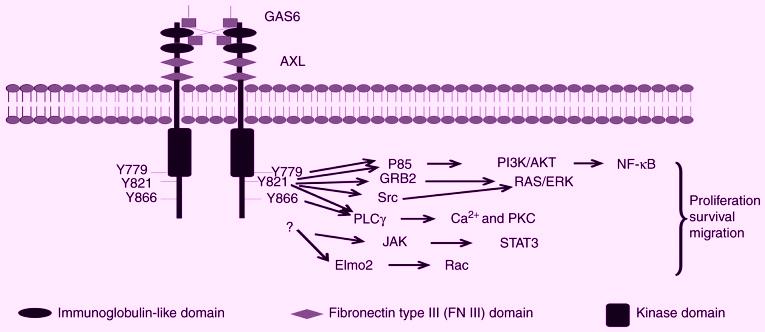 GAS6
AXL
Y779
Y821
Y866
Y779
Y821
Y866
?
P85
PI3K/AKT
NF-κB
GRB2
RAS/ERK
Src
PLCγ
Ca2+ and PKC
JAK
STAT3
Elmo2
Rac
Proliferation
survival
migration
Immunoglobulin-like domain
Fibronectin type III (FN III) domain
Kinase domain